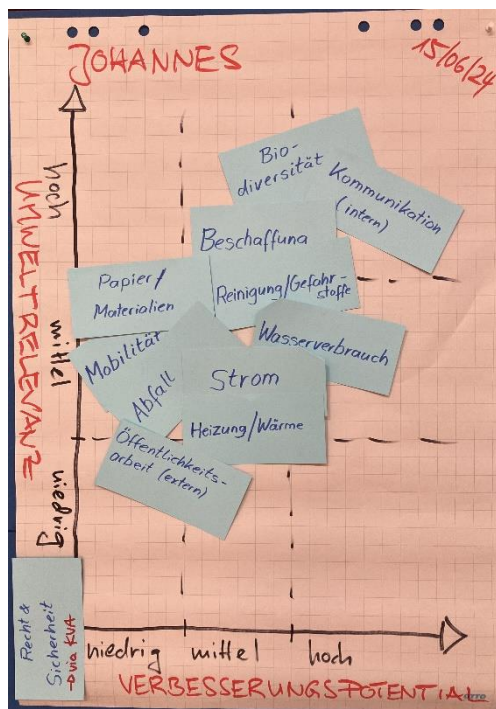 JOHANNES
15/06/24
UMWELTRELEVANZ
hoch
mittel
niedrig
Bio-
diversität
Kommunikation
(intern)
Beschaffung
Reinigung/Gefahr-
stoffe
Papier/
Materialien
Wasserverbrauch
Mobilität
Abfall
Strom
Heizung/Wärme
Öffentlichkeits-
arbeit (extern)
Recht &
Sicherheit
→ via KVA
niedrig
mittel
hoch
VERBESSERUNGSPOTENTIAL